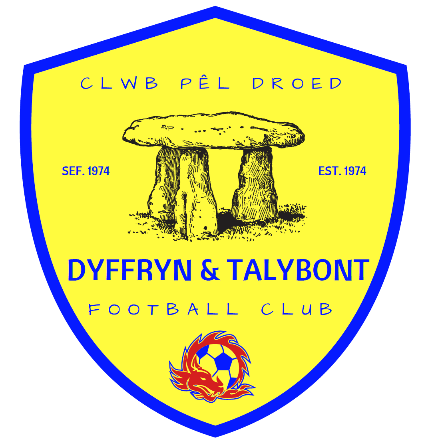 CLWB PÊL DROED
SEF. 1974
EST. 1974
DYFFRYN & TALYBONT
FOOTBALL CLUB